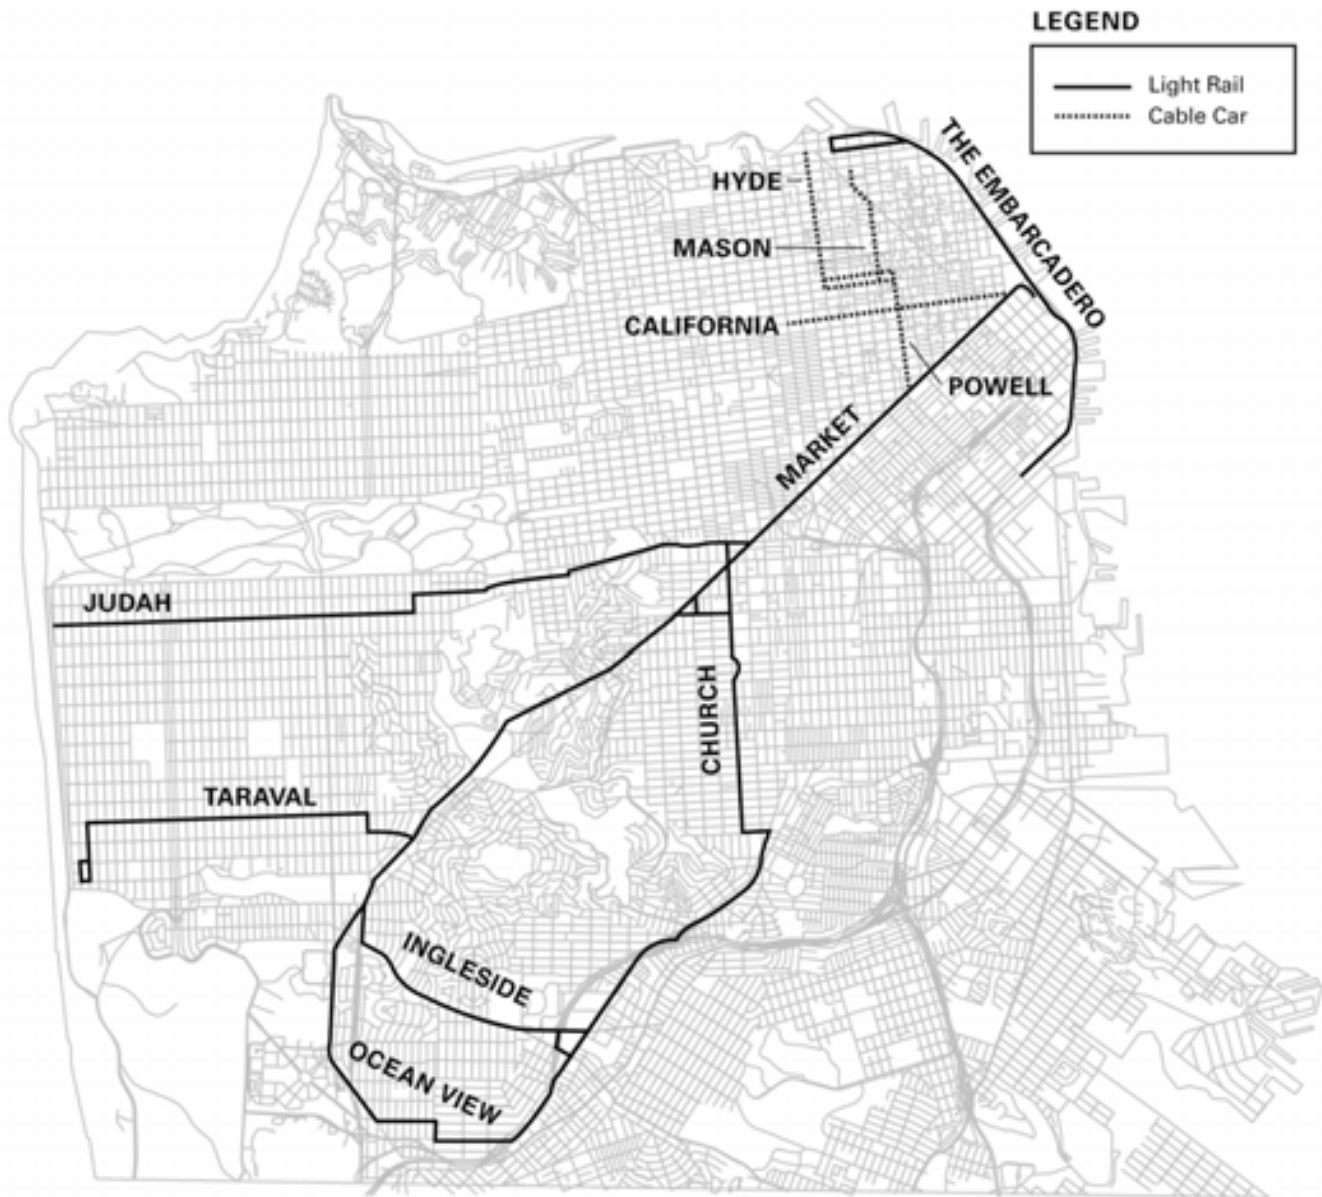 LEGEND
Light Rail
Cable Car
THE EMBARCADERO
HYDE
MASON
CALIFORNIA
POWELL
MARKET
JUDAH
CHURCH
TARAVAL
INGLESIDE
OCEAN VIEW